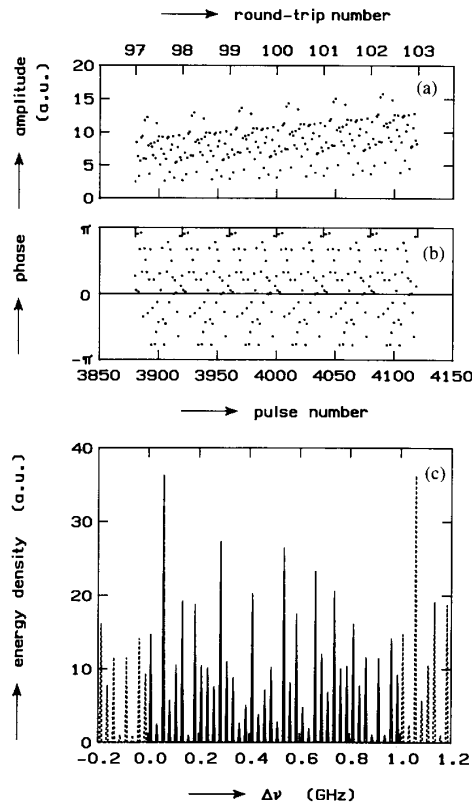 round-trip number
97 98 99 100 101 102 103
amplitude (a.u.)
20
15
10
5
0
(a)
phase
π
0
-π
(b)
3850 3900 3950 4000 4050 4100 4150
pulse number
energy density (a.u.)
40
30
20
10
0
(c)
-0.2 0.0 0.2 0.4 0.6 0.8 1.0 1.2
Δν (GHz)